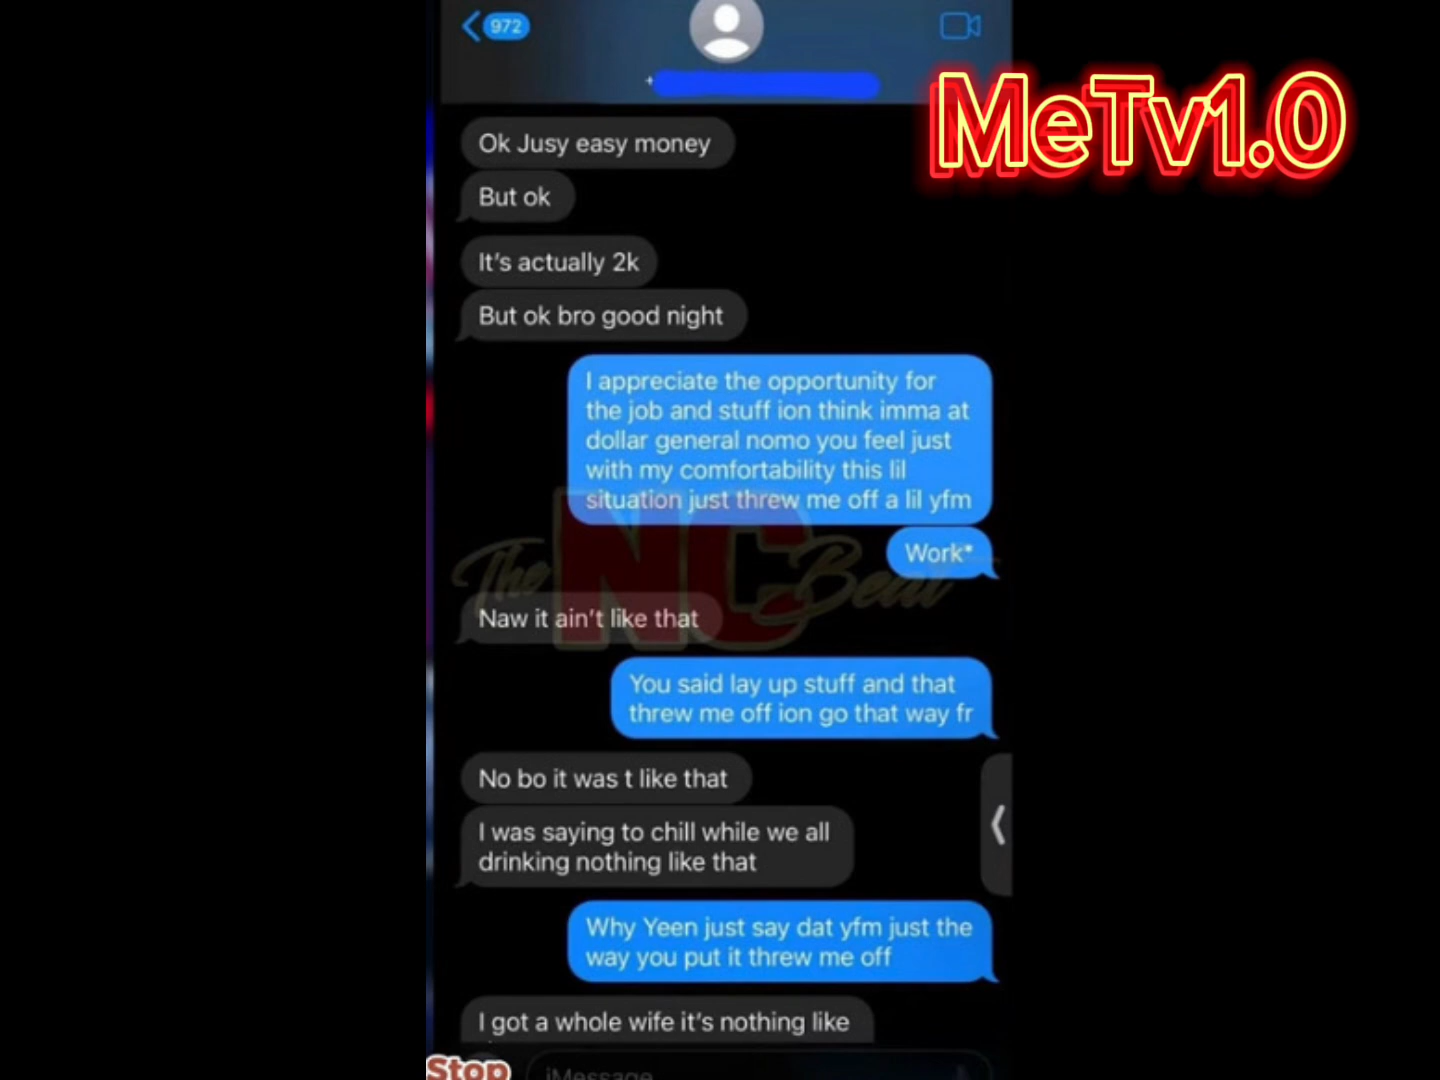 972
MeTv1.0
Ok Jusy easy money
But ok
It's actually 2k
But ok bro good night
I appreciate the opportunity for
the job and stuff ion think imma at
dollar general nomo you feel just
with my comfortability this lil
situation just threw me off a lil yfm
Work*
The NC Beat
Naw it ain't like that
You said lay up stuff and that
threw me off ion go that way fr
No bo it was t like that
I was saying to chill while we all
drinking nothing like that
Why Yeen just say dat yfm just the
way you put it threw me off
I got a whole wife it's nothing like
Stop
iMessage